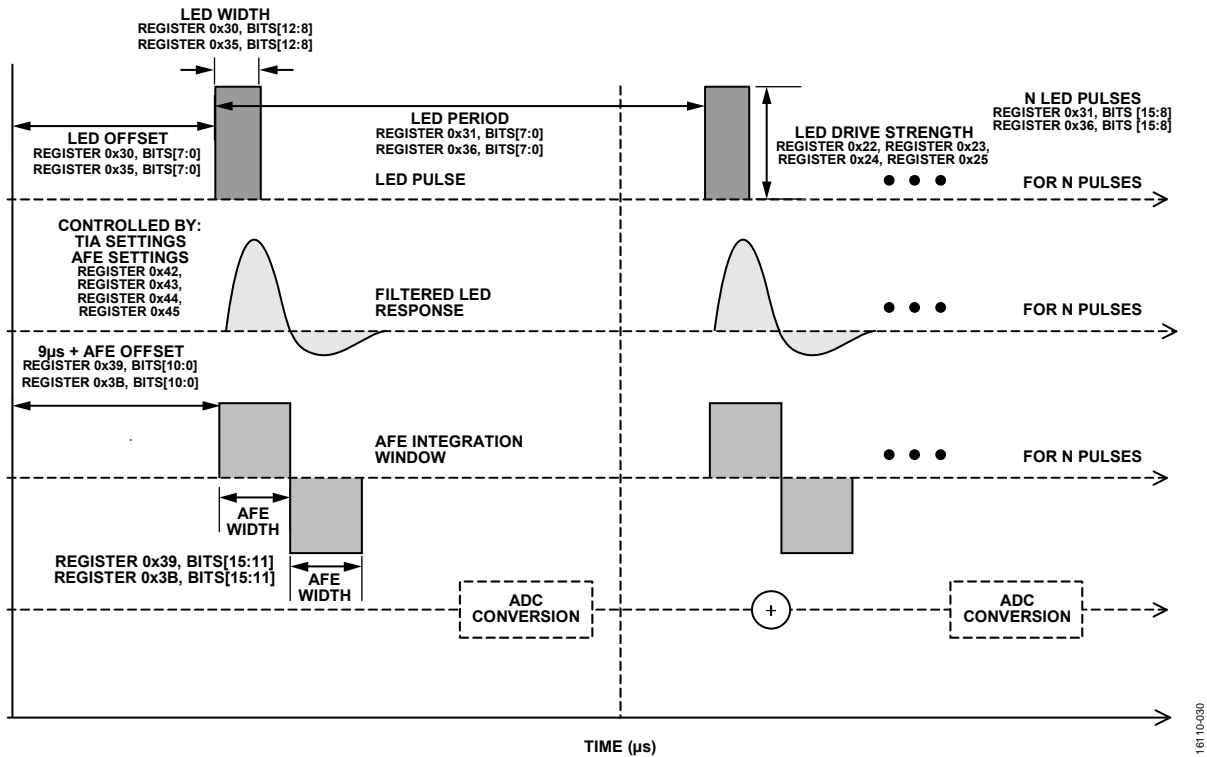 LED WIDTH
REGISTER 0x30, BITS[12:8]
REGISTER 0x35, BITS[12:8]
LED OFFSET
REGISTER 0x30, BITS[7:0]
REGISTER 0x35, BITS[7:0]
LED PERIOD
REGISTER 0x31, BITS[7:0]
REGISTER 0x36, BITS[7:0]
LED PULSE
LED DRIVE STRENGTH
REGISTER 0x22, REGISTER 0x23,
REGISTER 0x24, REGISTER 0x25
N LED PULSES
REGISTER 0x31, BITS [15:8]
REGISTER 0x36, BITS [15:8]
FOR N PULSES
CONTROLLED BY:
TIA SETTINGS
AFE SETTINGS
REGISTER 0x42,
REGISTER 0x43,
REGISTER 0x44,
REGISTER 0x45
FILTERED LED
RESPONSE
FOR N PULSES
9µs + AFE OFFSET
REGISTER 0x39, BITS[10:0]
REGISTER 0x3B, BITS[10:0]
AFE INTEGRATION
WINDOW
FOR N PULSES
AFE
WIDTH
REGISTER 0x39, BITS[15:11]
REGISTER 0x3B, BITS[15:11]
AFE
WIDTH
ADC
CONVERSION
+
ADC
CONVERSION
TIME (µs)
16110-030